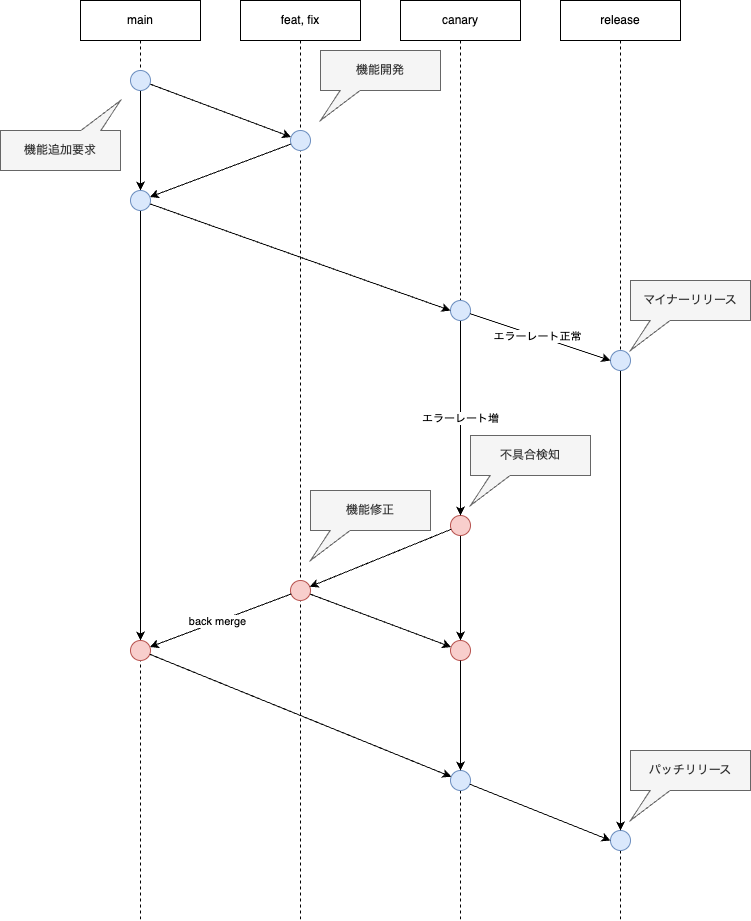 main
feat, fix
canary
release
機能開発
機能追加要求
マイナーリリース
エラーレート正常
エラーレート増
不具合検知
機能修正
back merge
パッチリリース